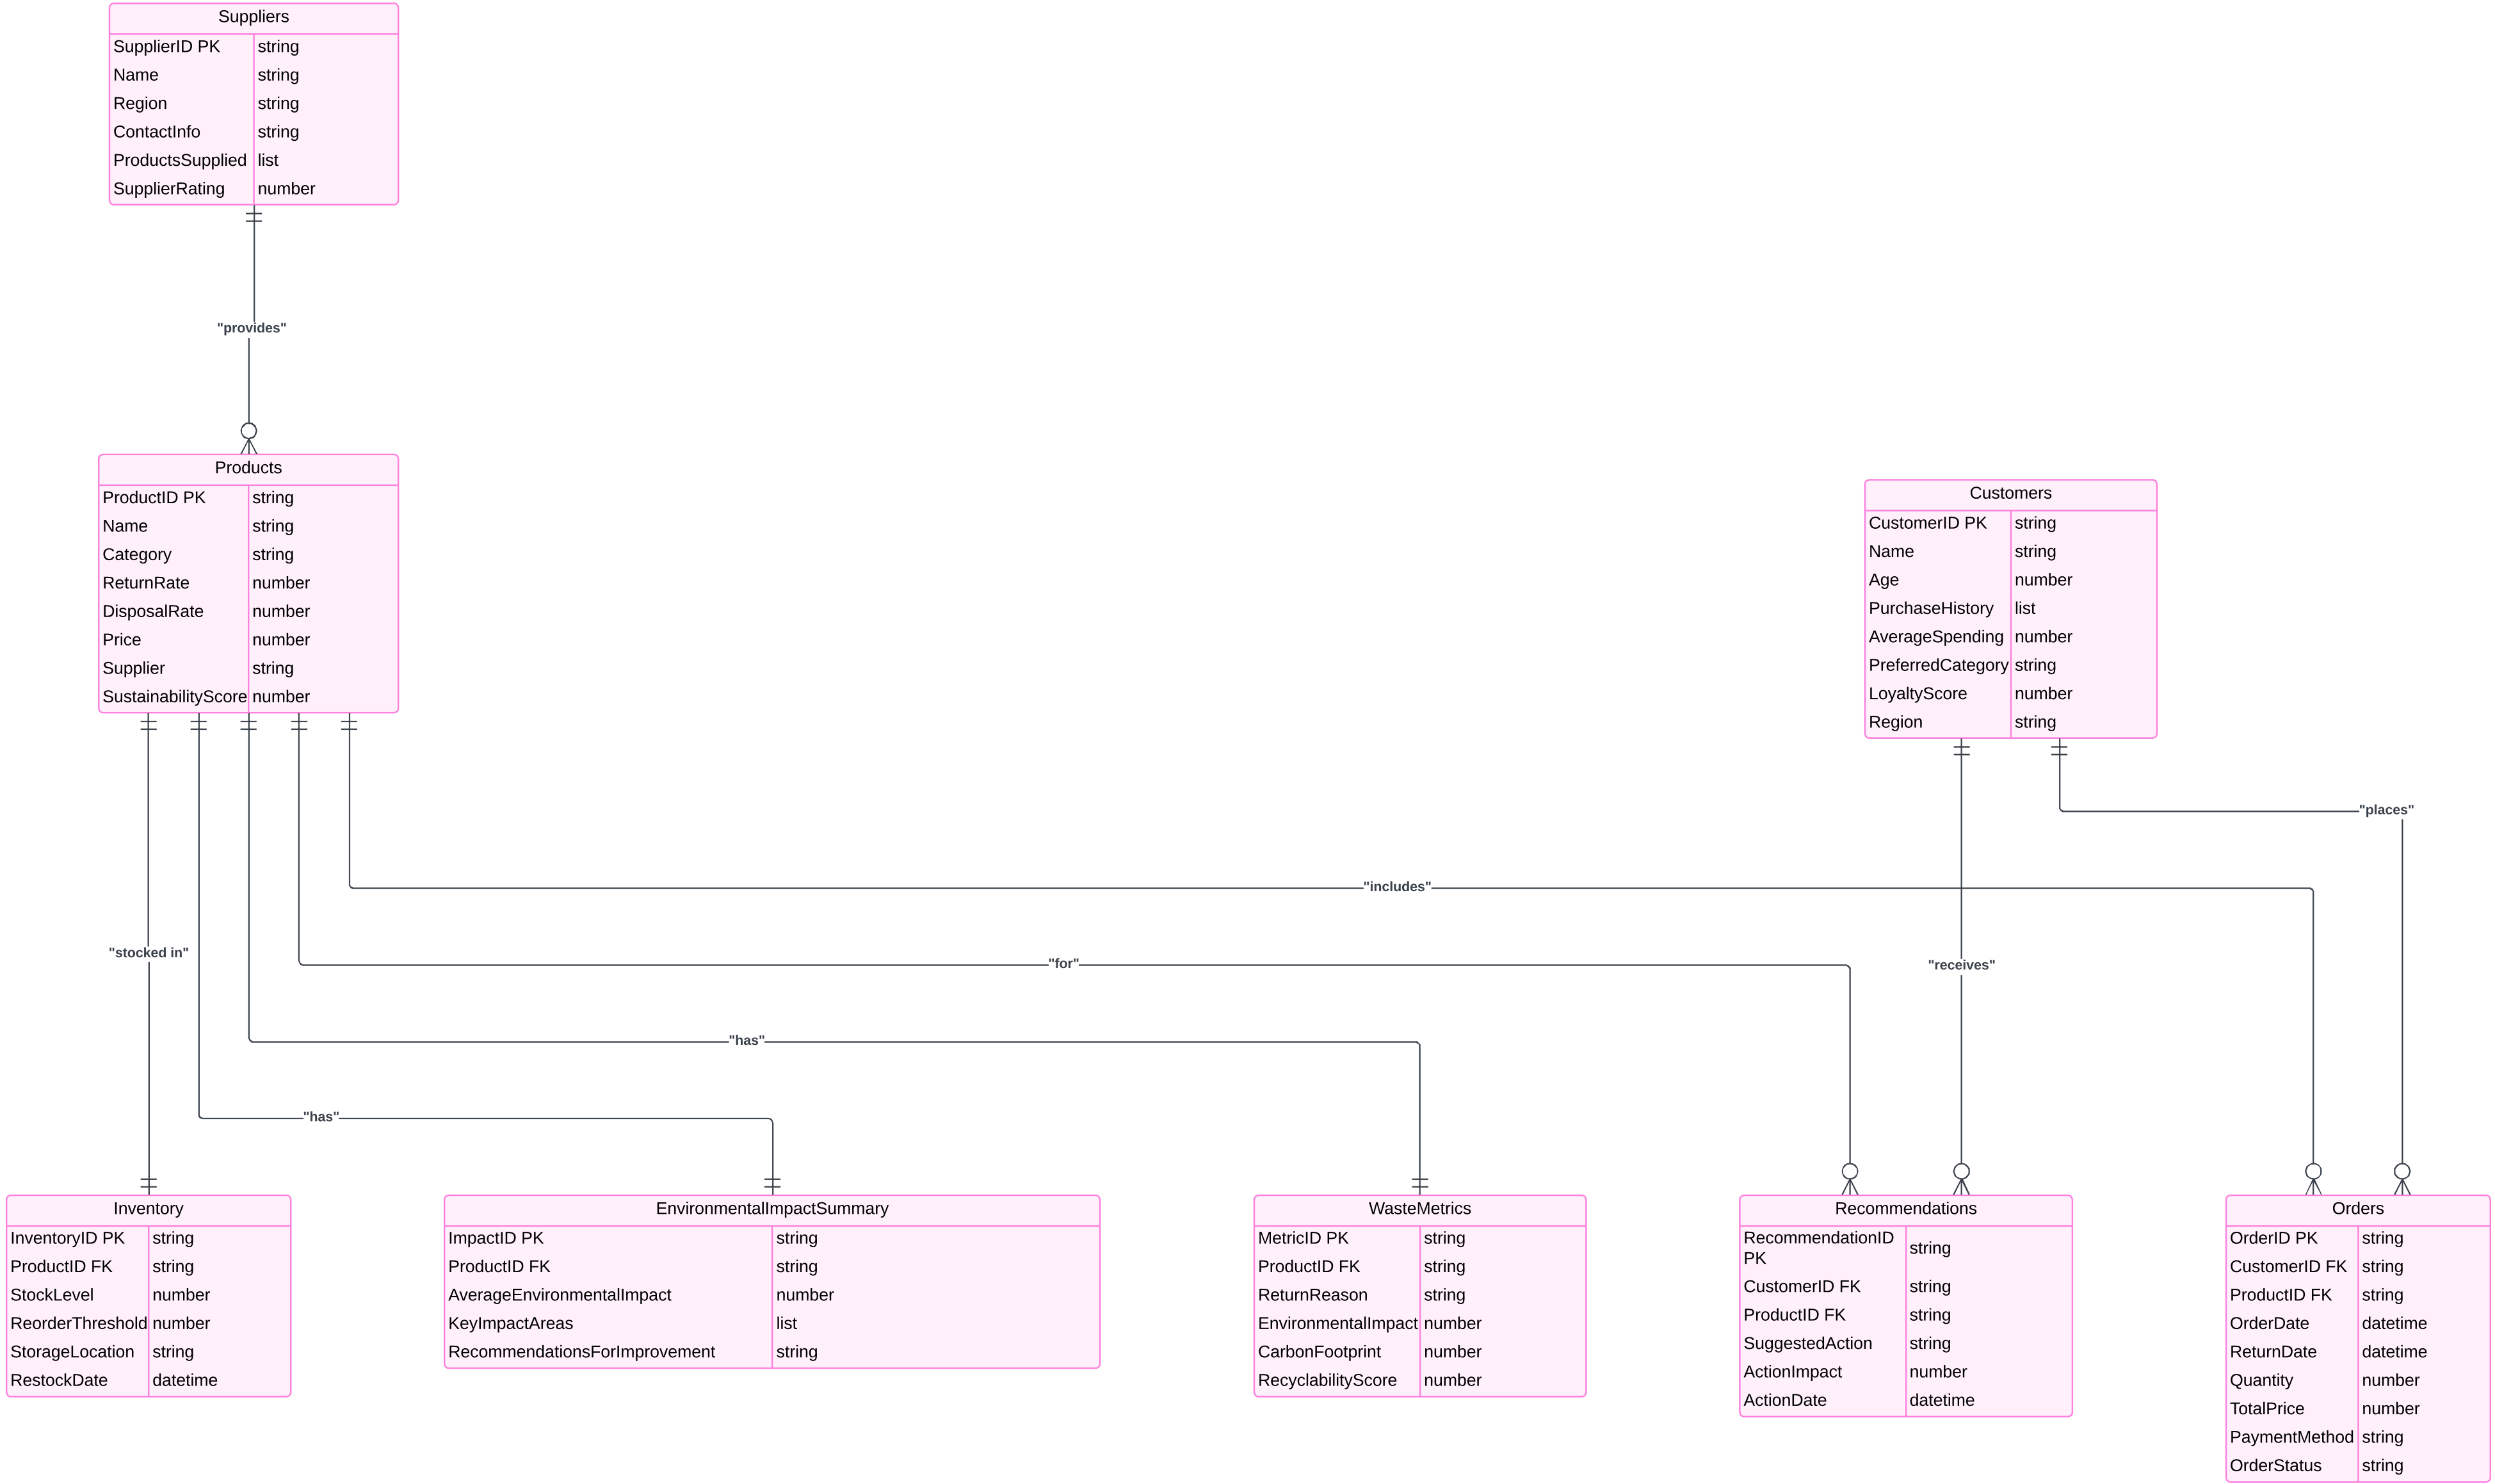 Suppliers
SupplierID PK string
Name string
Region string
ContactInfo string
ProductsSupplied list
SupplierRating number
"provides"
Products
ProductID PK string
Name string
Category string
ReturnRate number
DisposalRate number
Price number
Supplier string
SustainabilityScore number
Customers
CustomerID PK string
Name string
Age number
PurchaseHistory list
AverageSpending number
PreferredCategory string
LoyaltyScore number
Region string
"places"
"includes"
"stocked in"
"for"
"receives"
"has"
"has"
Inventory
InventoryID PK string
ProductID FK string
StockLevel number
ReorderThreshold number
StorageLocation string
RestockDate datetime
EnvironmentalImpactSummary
ImpactID PK string
ProductID FK string
AverageEnvironmentalImpact number
KeyImpactAreas list
RecommendationsForImprovement string
WasteMetrics
MetricID PK string
ProductID FK string
ReturnReason string
EnvironmentalImpact number
CarbonFootprint number
RecyclabilityScore number
Recommendations
RecommendationID
PK string
CustomerID FK string
ProductID FK string
SuggestedAction string
ActionImpact number
ActionDate datetime
Orders
OrderID PK string
CustomerID FK string
ProductID FK string
OrderDate datetime
ReturnDate datetime
Quantity number
TotalPrice number
PaymentMethod string
OrderStatus string